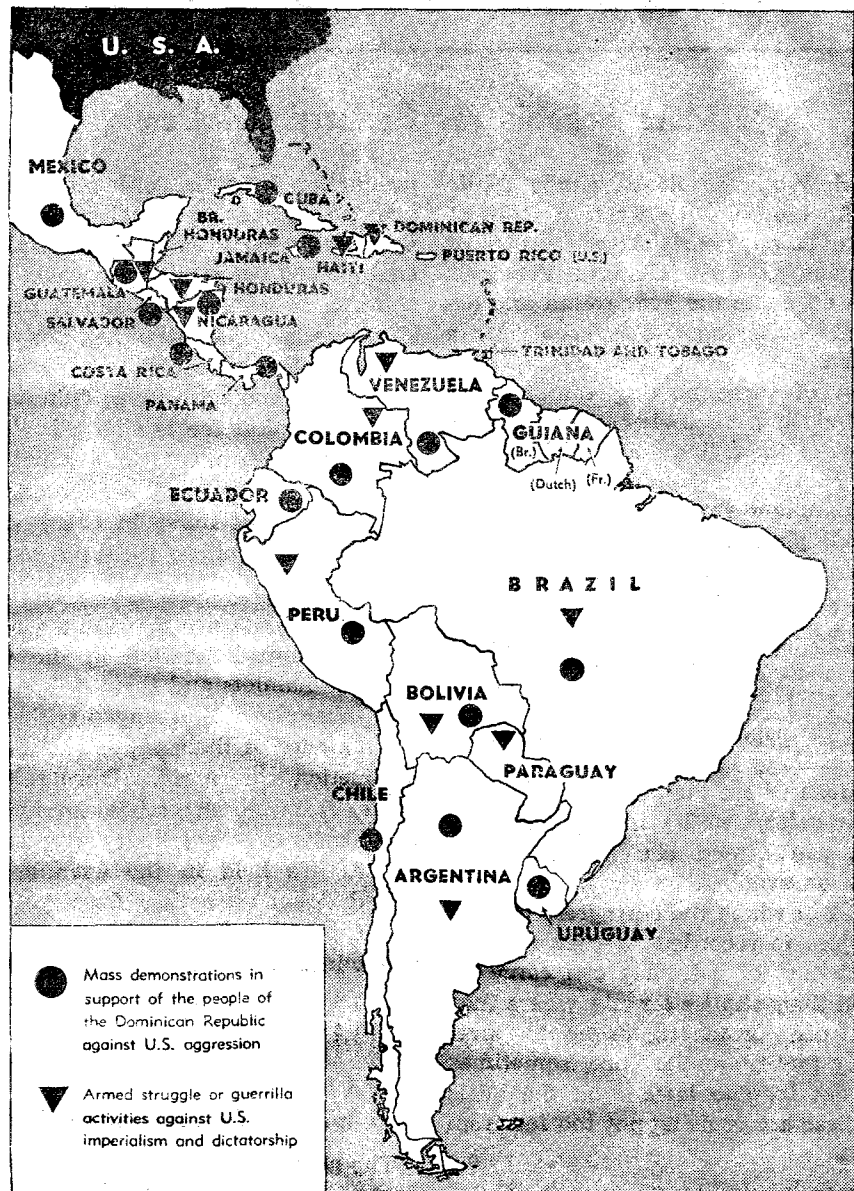 U. S. A.
MEXICO
CUBA
BR.
HONDURAS
DOMINICAN REP.
JAMAICA
HAITI
PUERTO RICO (U.S.)
GUATEMALA
HONDURAS
SALVADOR
NICARAGUA
COSTA RICA
PANAMA
TRINIDAD AND TOBAGO
VENEZUELA
COLOMBIA
GUIANA
(Br.)
(Dutch)
(Fr.)
ECUADOR
BRAZIL
PERU
BOLIVIA
PARAGUAY
CHILE
ARGENTINA
URUGUAY
Mass demonstrations in
support of the people of
the Dominican Republic
against U.S. aggression
Armed struggle or guerrilla
activities against U.S.
imperialism and dictatorship